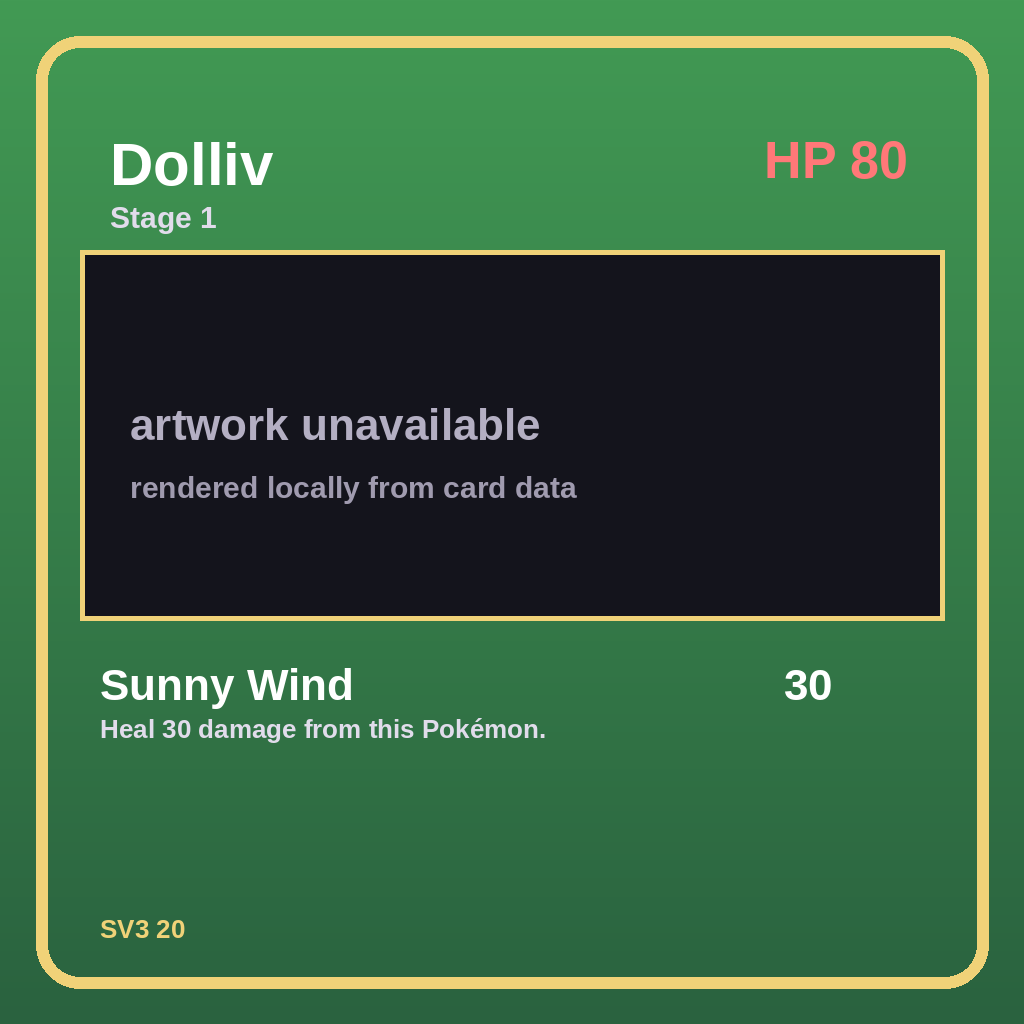 Dolliv
HP 80
Stage 1
artwork unavailable
rendered locally from card data
Sunny Wind
30
Heal 30 damage from this Pokémon.
SV3 20